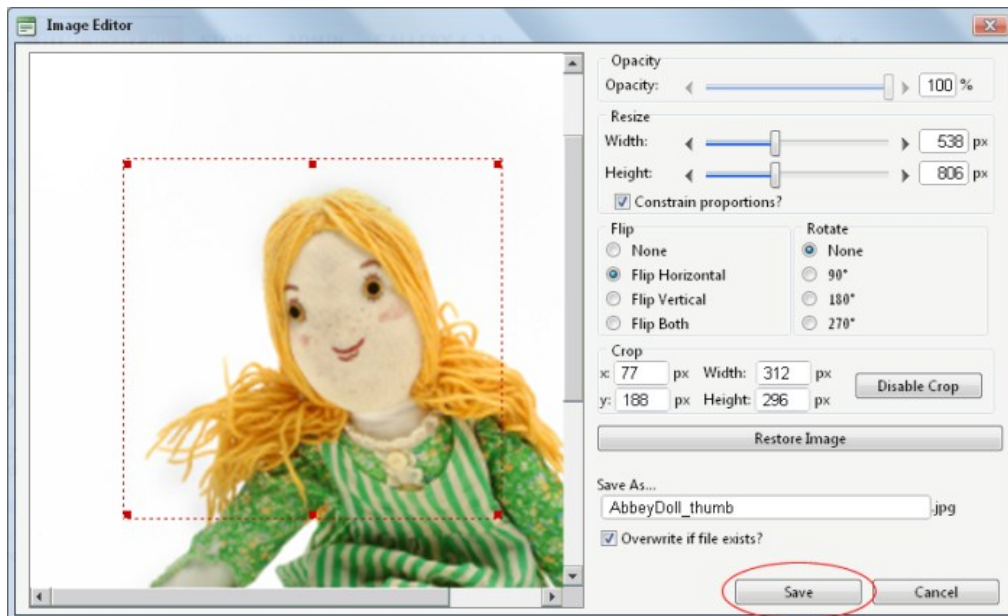 Image Editor
Opacity
Opacity: 100 %
Resize
Width: 538 px
Height: 806 px
Constrain proportions?
Flip
None
Flip Horizontal
Flip Vertical
Flip Both
Rotate
None
90°
180°
270°
Crop
x: 77 px Width: 312 px
y: 188 px Height: 296 px
Disable Crop
Restore Image
Save As...
AbbeyDoll_thumb .jpg
Overwrite if file exists?
Save Cancel